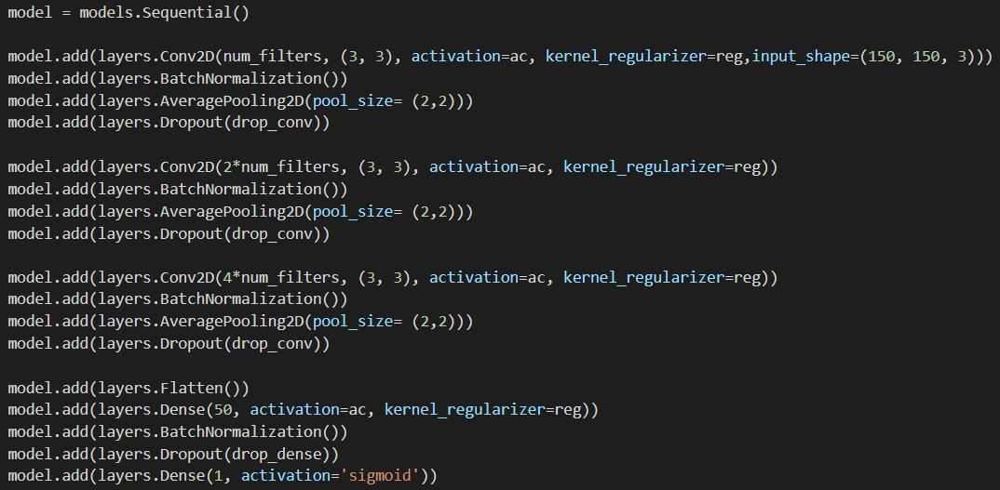 model = models.Sequential()
model.add(layers.Conv2D(num_filters, (3, 3), activation=ac, kernel_regularizer=reg,input_shape=(150, 150, 3)))
model.add(layers.BatchNormalization())
model.add(layers.AveragePooling2D(pool_size= (2,2)))
model.add(layers.Dropout(drop_conv))
model.add(layers.Conv2D(2*num_filters, (3, 3), activation=ac, kernel_regularizer=reg))
model.add(layers.BatchNormalization())
model.add(layers.AveragePooling2D(pool_size= (2,2)))
model.add(layers.Dropout(drop_conv))
model.add(layers.Conv2D(4*num_filters, (3, 3), activation=ac, kernel_regularizer=reg))
model.add(layers.BatchNormalization())
model.add(layers.AveragePooling2D(pool_size= (2,2)))
model.add(layers.Dropout(drop_conv))
model.add(layers.Flatten())
model.add(layers.Dense(50, activation=ac, kernel_regularizer=reg))
model.add(layers.BatchNormalization())
model.add(layers.Dropout(drop_dense))
model.add(layers.Dense(1, activation='sigmoid'))